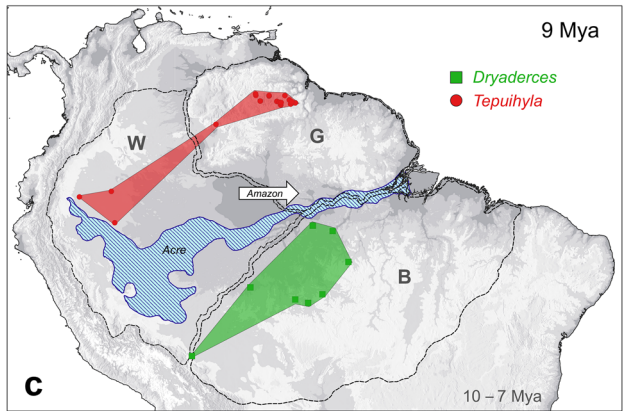 9 Mya
Dryaderces
Tepuihyla
W
G
Amazon
Acre
B
C
10 – 7 Mya